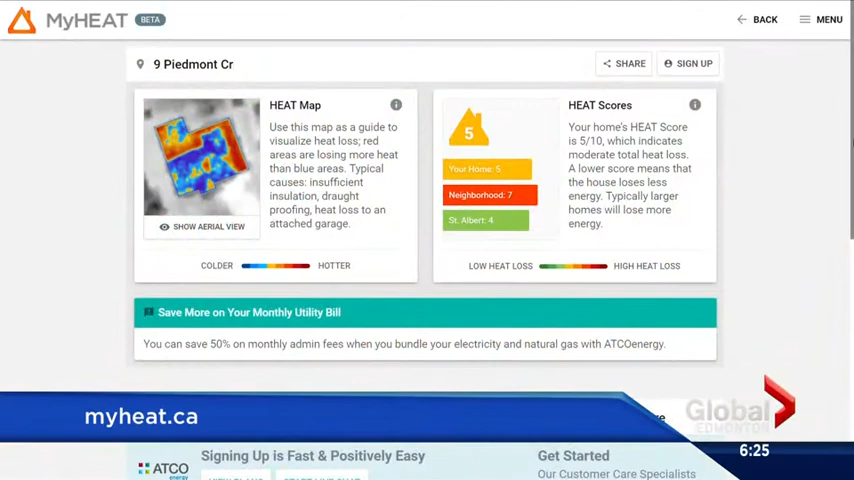 MyHEAT BETA
BACK
MENU
9 Piedmont Cr
SHARE
SIGN UP
HEAT Map
Use this map as a guide to
visualize heat loss; red
areas are losing more heat
than blue areas. Typical
causes: insufficient
insulation, draught
proofing, heat loss to an
attached garage.
SHOW AERIAL VIEW
COLDER
HOTTER
HEAT Scores
5
Your Home: 5
Neighborhood: 7
St. Albert: 4
Your home's HEAT Score
is 5/10, which indicates
moderate total heat loss.
A lower score means that
the house loses less
energy. Typically larger
homes will lose more
energy.
LOW HEAT LOSS
HIGH HEAT LOSS
Save More on Your Monthly Utility Bill
You can save 50% on monthly admin fees when you bundle your electricity and natural gas with ATCOenergy.
myheat.ca
Global
EDMONTON
6:25
ATCO
energy
Signing Up is Fast & Positively Easy
Get Started
Our Customer Care Specialists